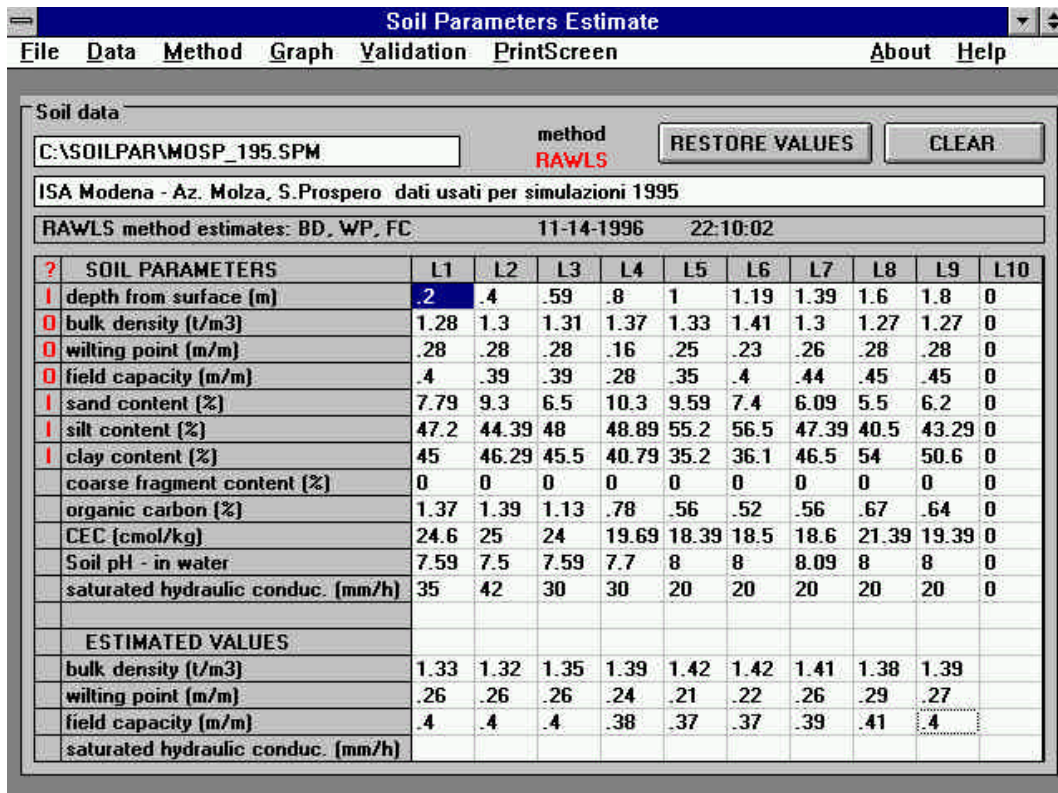 Soil Parameters Estimate
File Data Method Graph Validation PrintScreen About Help
Soil data
C:\SOILPAR\MOSP_195.SPM method RAWLS RESTORE VALUES CLEAR
ISA Modena - Az. Molza, S.Prospero dati usati per simulazioni 1995
RAWLS method estimates: BD, WP, FC 11-14-1996 22:10:02
? SOIL PARAMETERS L1 L2 L3 L4 L5 L6 L7 L8 L9 L10
I depth from surface (m) .2 .4 .59 .8 1 1.19 1.39 1.6 1.8 0
O bulk density (t/m3) 1.28 1.3 1.31 1.37 1.33 1.41 1.3 1.27 1.27 0
O wilting point (m/m) .28 .28 .28 .16 .25 .23 .26 .28 .28 0
O field capacity (m/m) .4 .39 .39 .28 .35 .4 .44 .45 .45 0
I sand content (%) 7.79 9.3 6.5 10.3 9.59 7.4 6.09 5.5 6.2 0
I silt content (%) 47.2 44.39 48 48.89 55.2 56.5 47.39 40.5 43.29 0
I clay content (%) 45 46.29 45.5 40.79 35.2 36.1 46.5 54 50.6 0
coarse fragment content (%) 0 0 0 0 0 0 0 0 0 0
organic carbon (%) 1.37 1.39 1.13 .78 .56 .52 .56 .67 .64 0
CEC (cmol/kg) 24.6 25 24 19.69 18.39 18.5 18.6 21.39 19.39 0
Soil pH - in water 7.59 7.5 7.59 7.7 8 8 8.09 8 8 0
saturated hydraulic conduc. (mm/h) 35 42 30 30 20 20 20 20 20 0
ESTIMATED VALUES
bulk density (t/m3) 1.33 1.32 1.35 1.39 1.42 1.42 1.41 1.38 1.39
wilting point (m/m) .26 .26 .26 .24 .21 .22 .26 .29 .27
field capacity (m/m) .4 .4 .4 .38 .37 .37 .39 .41 .4
saturated hydraulic conduc. (mm/h)